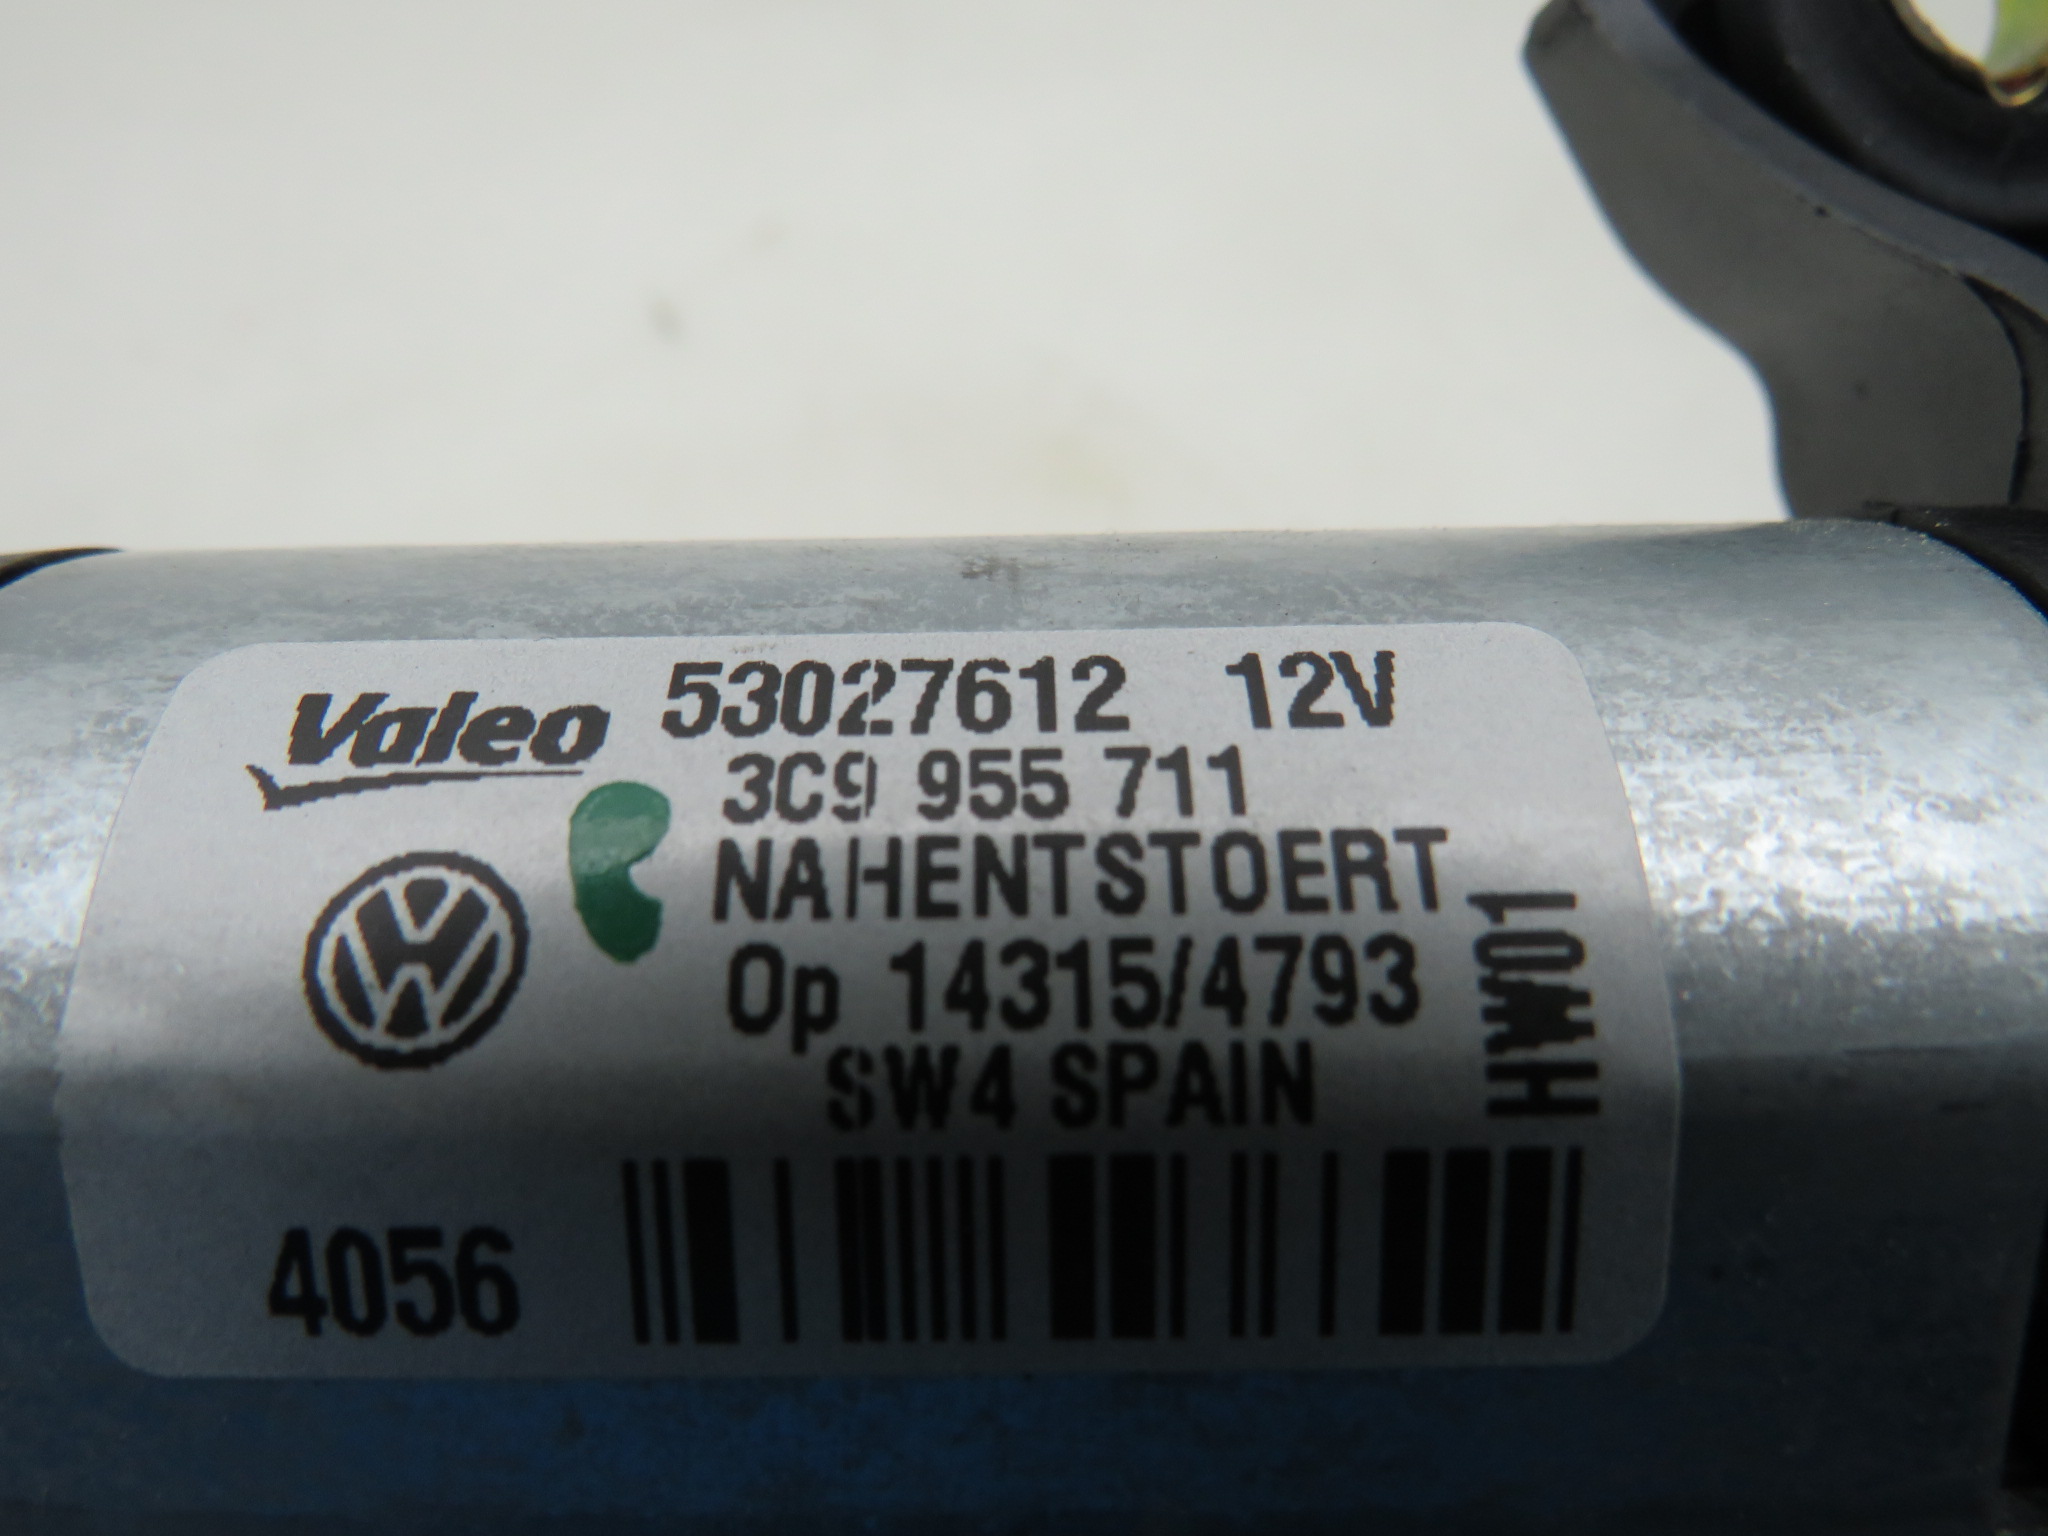 Valeo 53027612 12V
3C9 955 711
NAHENTSTOERT
Op 14315/4793
SW4 SPAIN
HW01
4056